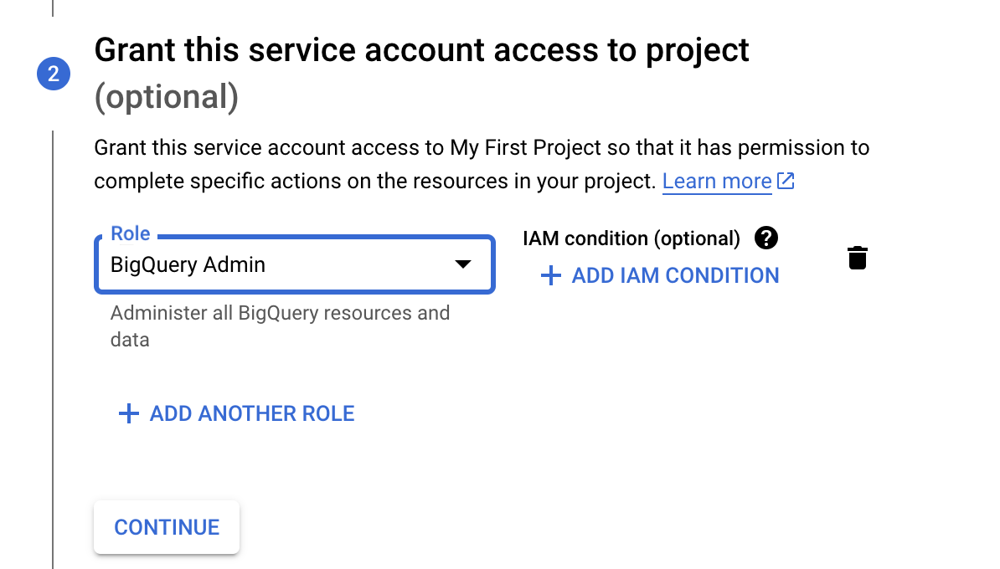 Grant this service account access to project
2
(optional)
Grant this service account access to My First Project so that it has permission to
complete specific actions on the resources in your project. Learn more
Role
BigQuery Admin
Administer all BigQuery resources and
data
IAM condition (optional) ?
+ ADD IAM CONDITION
+ ADD ANOTHER ROLE
CONTINUE